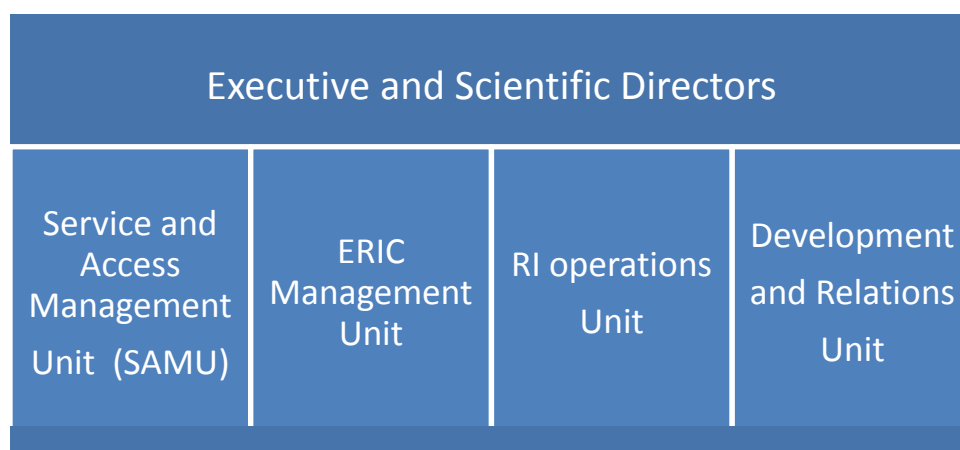 Executive and Scientific Directors
Service and
Access
Management
Unit (SAMU)
ERIC
Management
Unit
RI operations
Unit
Development
and Relations
Unit